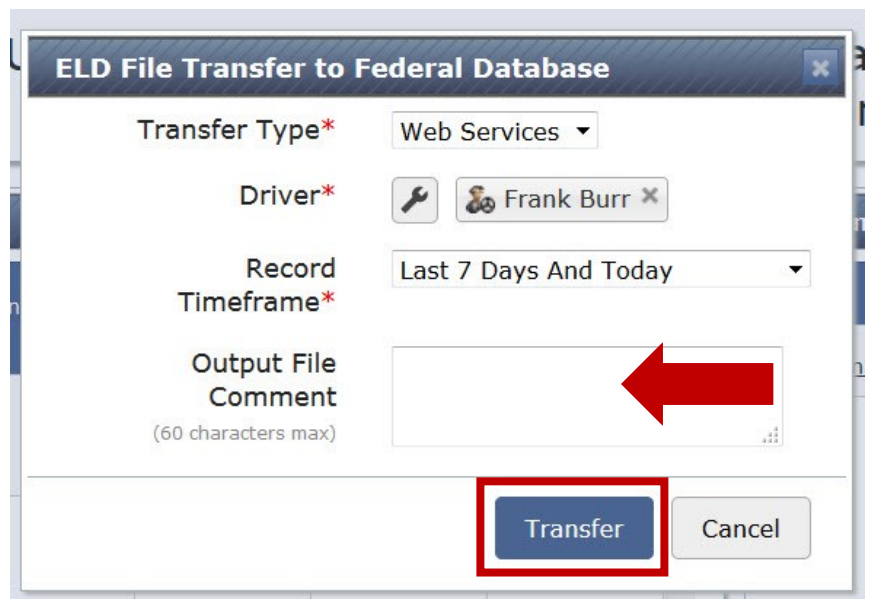 ELD File Transfer to Federal Database
Transfer Type* Web Services
Driver* Frank Burr
Record Last 7 Days And Today
Timeframe*
Output File
Comment
(60 characters max)
Transfer Cancel